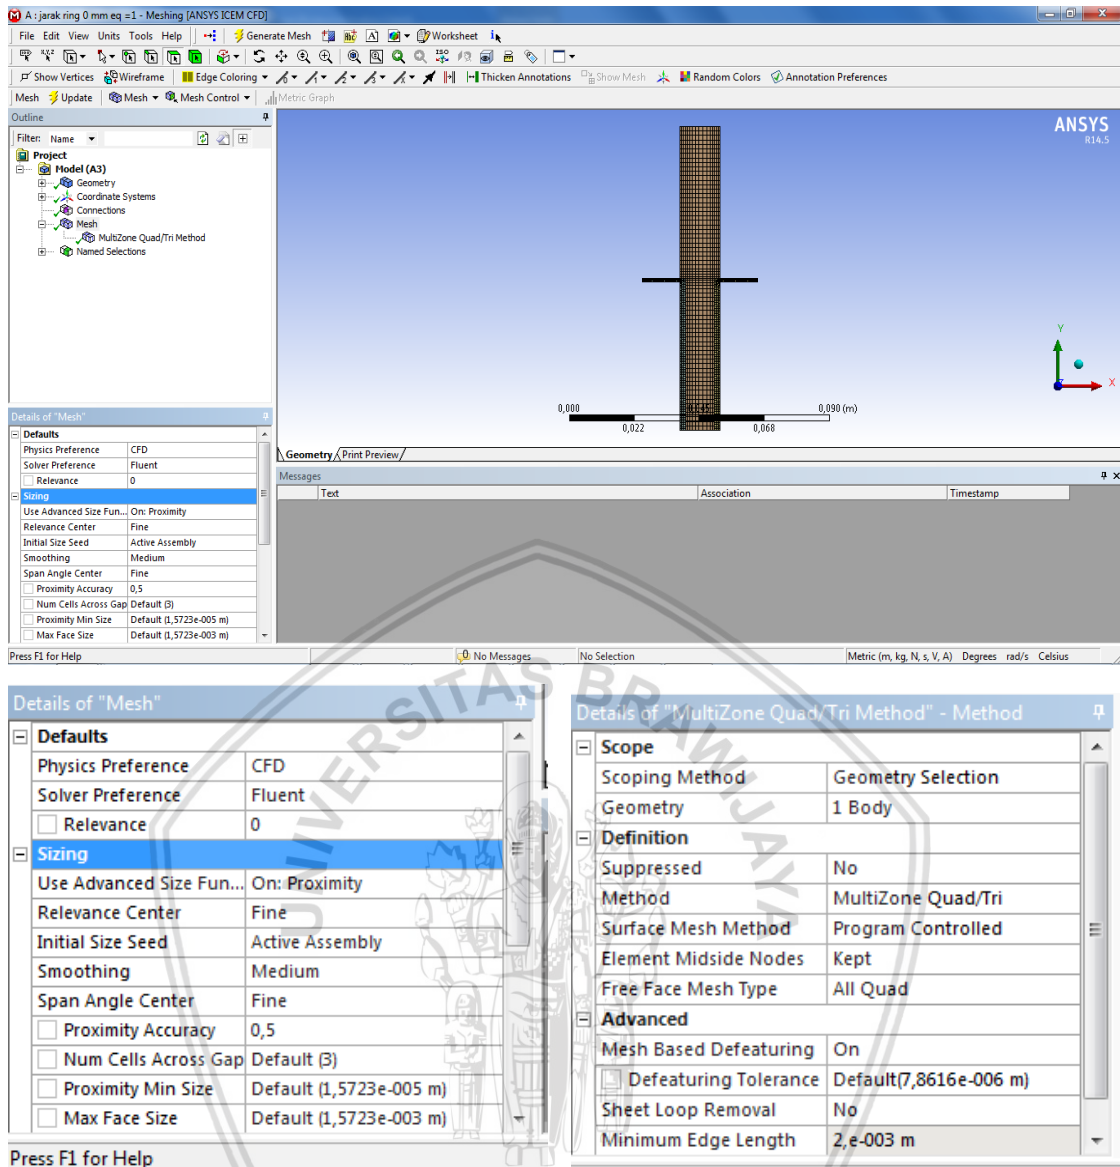 A : jarak ring 0 mm eq =1 - Meshing [ANSYS ICEM CFD]
File Edit View Units Tools Help Generate Mesh Worksheet
Show Vertices Wireframe Edge Coloring Thicken Annotations Show Mesh Random Colors Annotation Preferences
Mesh Update Mesh Mesh Control Metric Graph
Outline
Filter: Name
Project
Model (A3)
Geometry
Coordinate Systems
Connections
Mesh
MultiZone Quad/Tri Method
Named Selections
ANSYS
R14.5
Y
X
0,000 0,090 (m)
0,022 0,068
Geometry Print Preview
Details of "Mesh"
Defaults
Physics Preference CFD
Solver Preference Fluent
Relevance 0
Sizing
Use Advanced Size Fun... On: Proximity
Relevance Center Fine
Initial Size Seed Active Assembly
Smoothing Medium
Span Angle Center Fine
Proximity Accuracy 0,5
Num Cells Across Gap Default (3)
Proximity Min Size Default (1,5723e-005 m)
Max Face Size Default (1,5723e-003 m)
Messages
Text Association Timestamp
Press F1 for Help 0 No Messages No Selection Metric (m, kg, N, s, V, A) Degrees rad/s Celsius
UNIVERSITAS BRAWIJAYA
Details of "Mesh"
Defaults
Physics Preference CFD
Solver Preference Fluent
Relevance 0
Sizing
Use Advanced Size Fun... On: Proximity
Relevance Center Fine
Initial Size Seed Active Assembly
Smoothing Medium
Span Angle Center Fine
Proximity Accuracy 0,5
Num Cells Across Gap Default (3)
Proximity Min Size Default (1,5723e-005 m)
Max Face Size Default (1,5723e-003 m)
Press F1 for Help
Details of "MultiZone Quad/Tri Method" - Method
Scope
Scoping Method Geometry Selection
Geometry 1 Body
Definition
Suppressed No
Method MultiZone Quad/Tri
Surface Mesh Method Program Controlled
Element Midside Nodes Kept
Free Face Mesh Type All Quad
Advanced
Mesh Based Defeaturing On
Defeaturing Tolerance Default(7,8616e-006 m)
Sheet Loop Removal No
Minimum Edge Length 2,e-003 m